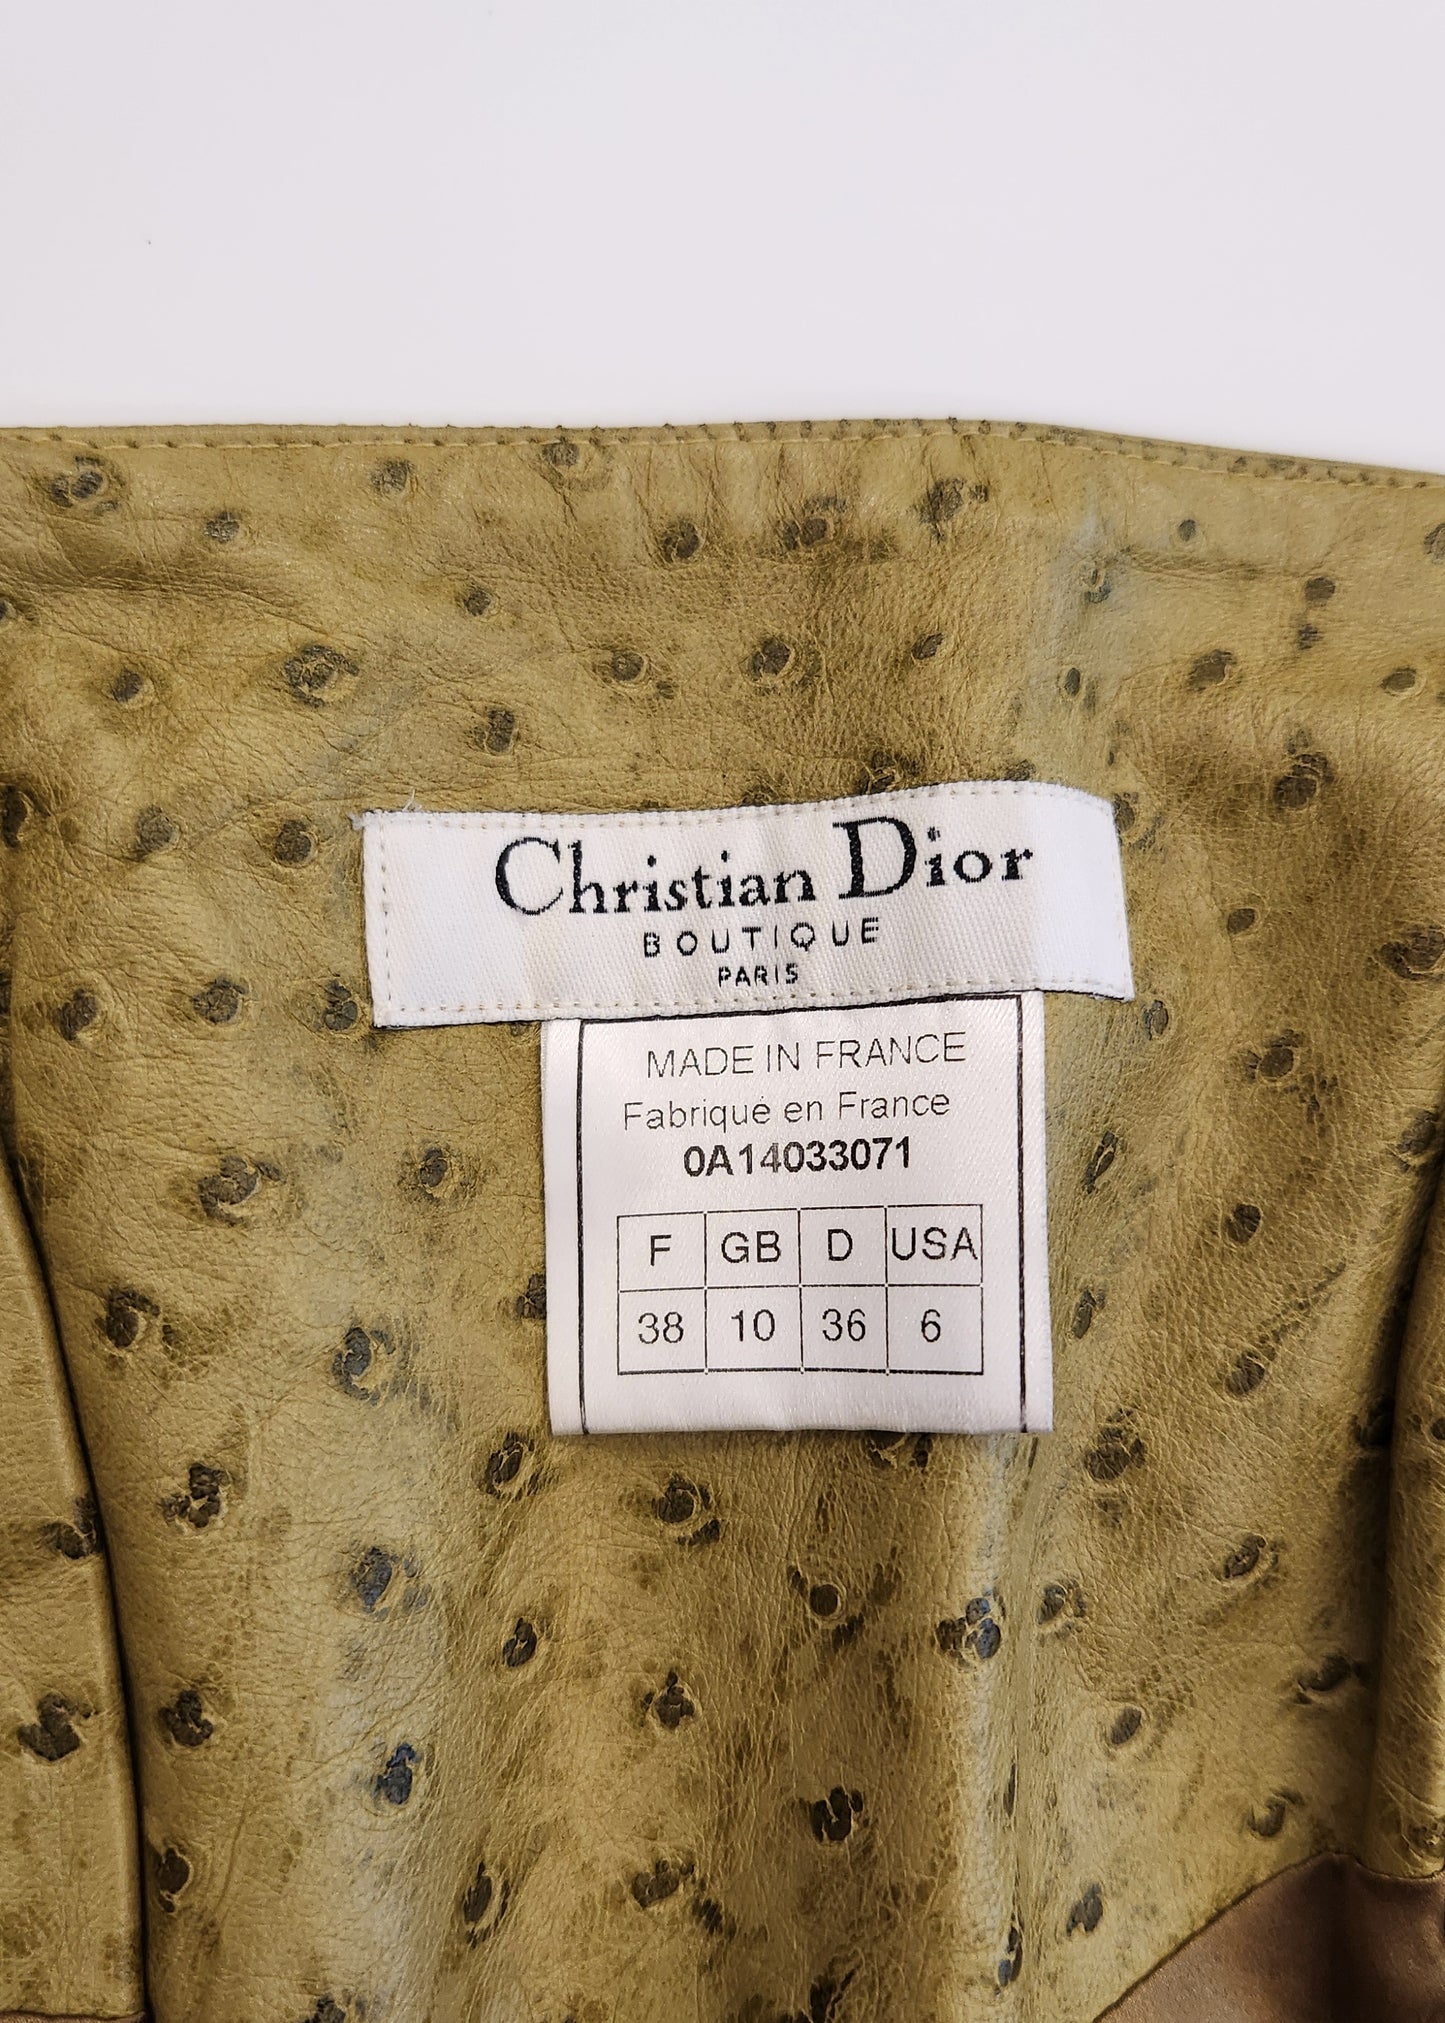 Christian Dior
BOUTIQUE
PARIS
MADE IN FRANCE
Fabriqué en France
0A14033071
F GB D USA
38 10 36 6